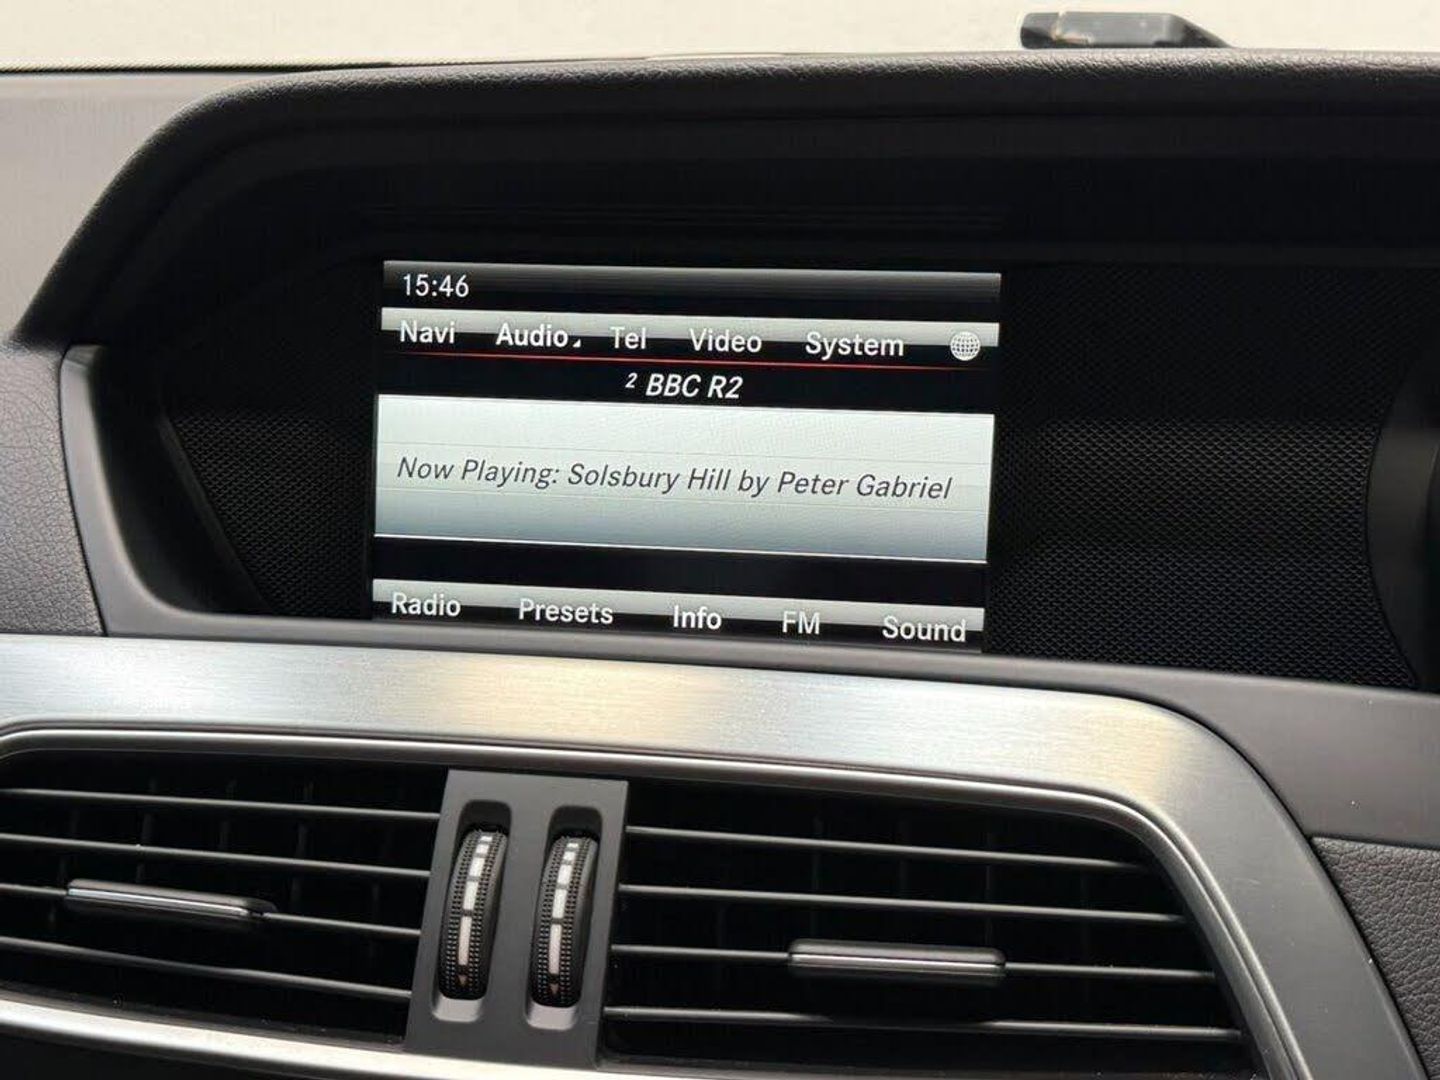 15:46
Navi Audio Tel Video System
2 BBC R2
Now Playing: Solsbury Hill by Peter Gabriel
Radio Presets Info FM Sound